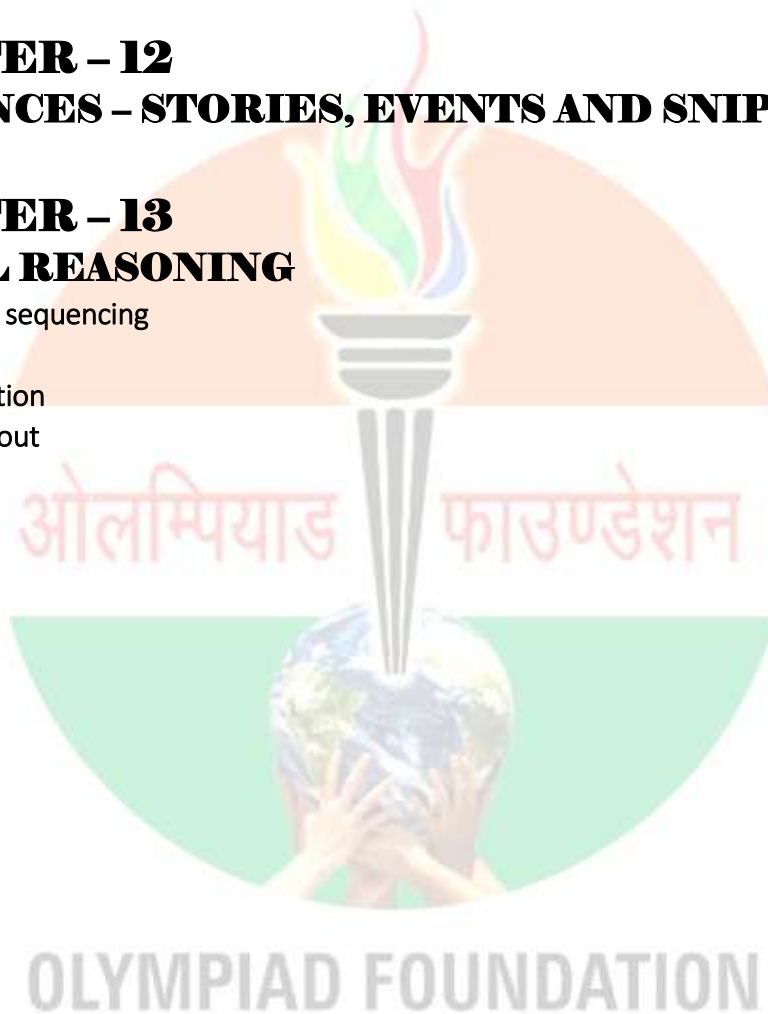 TER – 12
NCES – STORIES, EVENTS AND SNIP
TER – 13
L REASONING
sequencing
tion
out
ओलम्पियाड फाउण्डेशन
OLYMPIAD FOUNDATION